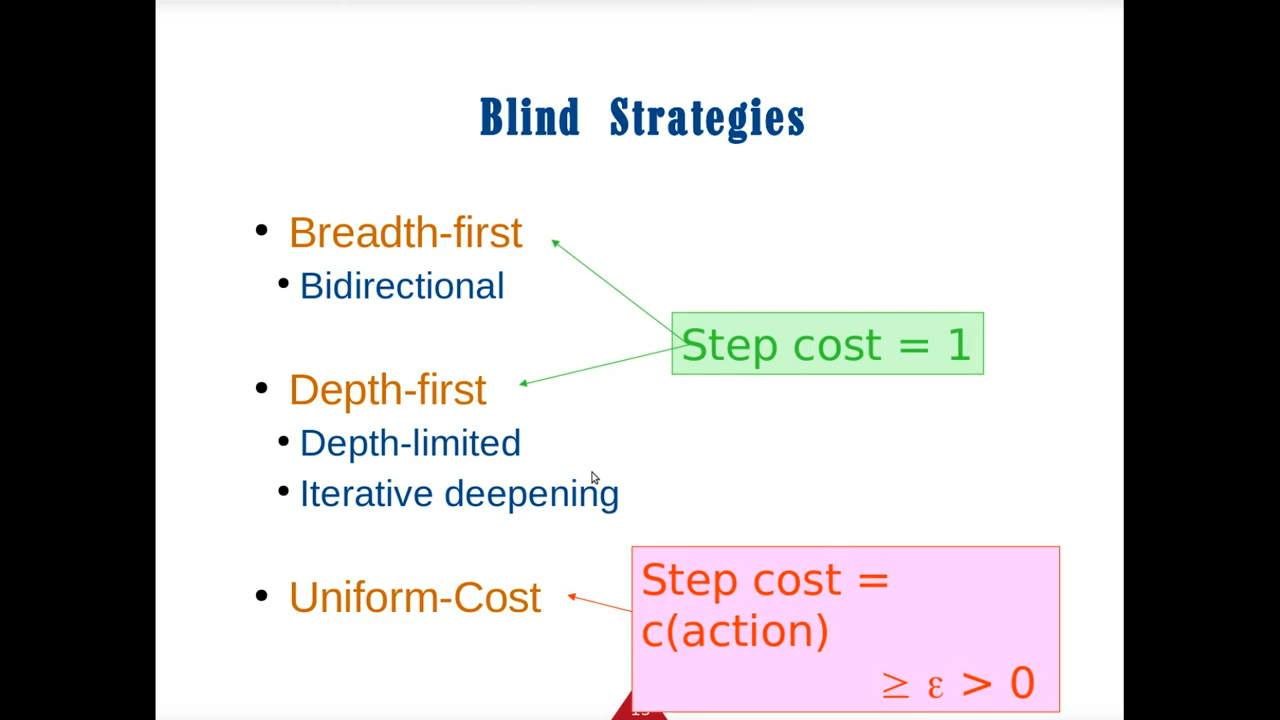 Blind Strategies
• Breadth-first
• Bidirectional
Step cost = 1
• Depth-first
• Depth-limited
• Iterative deepening
• Uniform-Cost
Step cost =
c(action)
≥ ε > 0